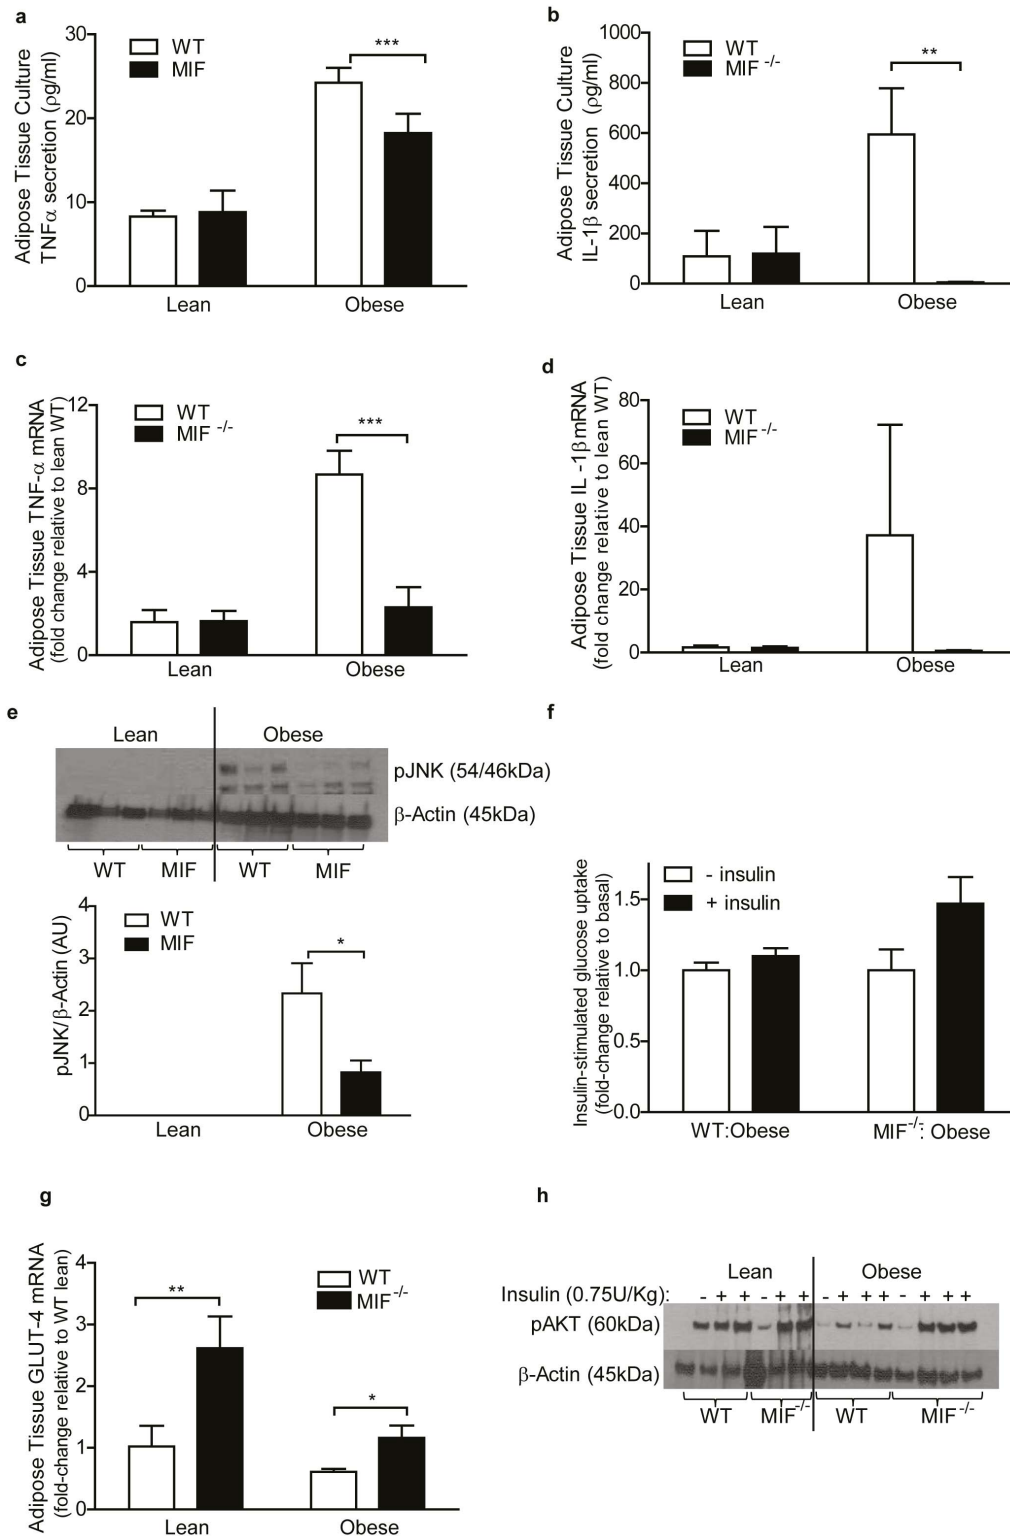 a
Adipose Tissue Culture
TNFα secretion (ρg/ml)
30
20
10
0
WT
MIF
***
Lean
Obese
b
Adipose Tissue Culture
IL-1β secretion (ρg/ml)
1000
800
600
400
200
0
WT
MIF -/-
**
Lean
Obese
c
Adipose Tissue TNF-α mRNA
(fold change relative to lean WT)
12
8
4
0
WT
MIF -/-
***
Lean
Obese
d
Adipose Tissue IL -1βmRNA
(fold change relative to lean WT)
80
60
40
20
0
WT
MIF-/-
Lean
Obese
e
Lean
Obese
pJNK (54/46kDa)
β-Actin (45kDa)
WT
MIF
WT
MIF
pJNK/β-Actin (AU)
4
3
2
1
0
WT
MIF
*
Lean
Obese
f
Insulin-stimulated glucose uptake
(fold-change relative to basal)
1.5
1.0
0.5
0.0
- insulin
+ insulin
WT:Obese
MIF-/-: Obese
g
Adipose Tissue GLUT-4 mRNA
(fold-change relative to WT lean)
4
3
2
1
0
**
WT
MIF-/-
*
Lean
Obese
h
Lean
Obese
Insulin (0.75U/Kg): - + + - + + - + + + - + + +
pAKT (60kDa)
β-Actin (45kDa)
WT
MIF-/-
WT
MIF-/-